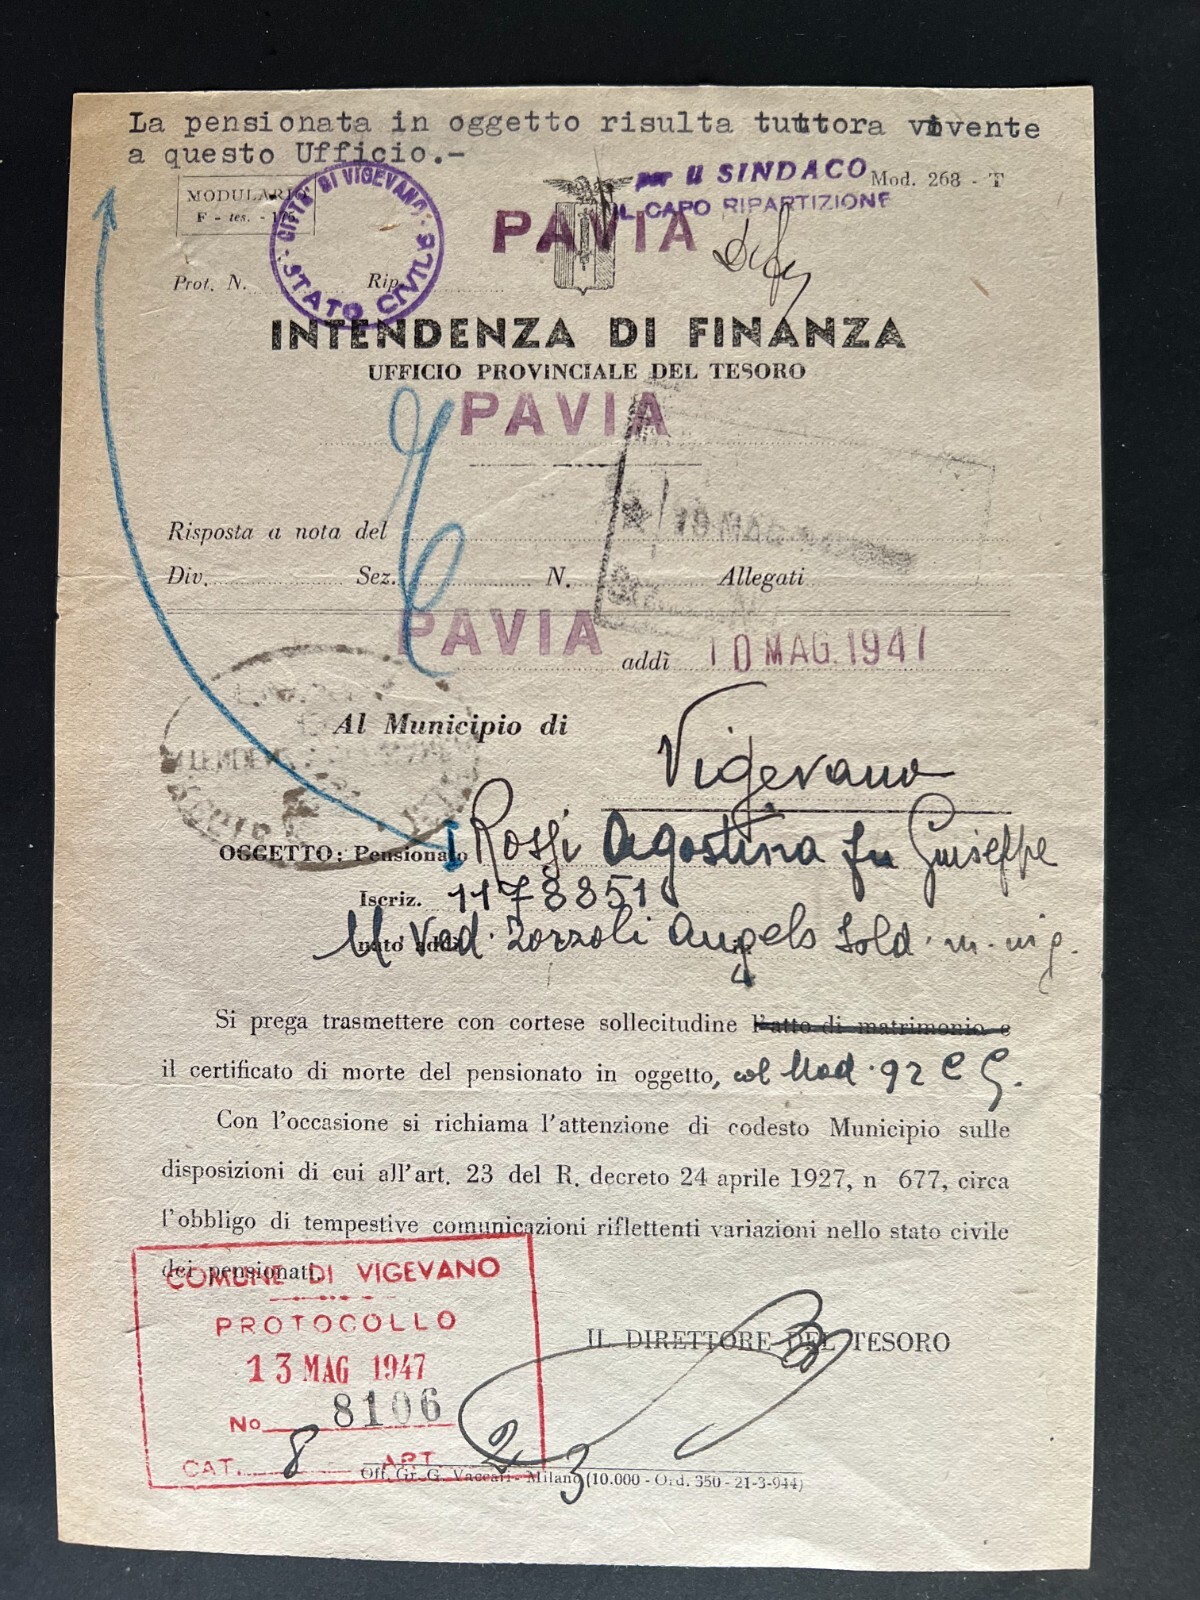 La pensionata in oggetto risulta tuttora vivente
a questo Ufficio.-
MODULARIO
F - tes. - 115
CITTÀ DI VIGEVANO
STATO CIVILE
per Il SINDACO
IL CAPO RIPARTIZIONE
Mod. 268 - T
PAVIA
Prot. N. Rip.
INTENDENZA DI FINANZA
UFFICIO PROVINCIALE DEL TESORO
PAVIA
Risposta a nota del
Div. Sez. N. Allegati
PAVIA addì 10 MAG. 1947
Al Municipio di Vigevano
OGGETTO: Pensionato Rossi Agostina fu Giuseppe
Iscriz. 1178851
nato addì
Ved. Zorzoli Angelo Sold. m. mg.
Si prega trasmettere con cortese sollecitudine l'atto di matrimonio e
il certificato di morte del pensionato in oggetto, col Mod. 92 C G.
Con l'occasione si richiama l'attenzione di codesto Municipio sulle
disposizioni di cui all'art. 23 del R. decreto 24 aprile 1927, n 677, circa
l'obbligo di tempestive comunicazioni riflettenti variazioni nello stato civile
dei pensionati.
COMUNE DI VIGEVANO
PROTOCOLLO
13 MAG 1947
No 8106
CAT. 8 ART. 2
3
IL DIRETTORE DEL TESORO
Off. Gr. G. Vaccari - Milano (10.000 - Ord. 350 - 21-3-944)